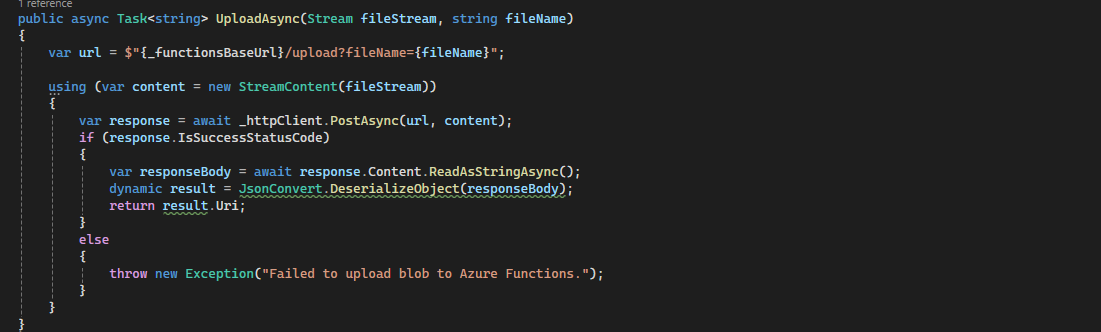 1 reference
public async Task<string> UploadAsync(Stream fileStream, string fileName)
{
var url = $"{_functionsBaseUrl}/upload?fileName={fileName}";
using (var content = new StreamContent(fileStream))
{
var response = await _httpClient.PostAsync(url, content);
if (response.IsSuccessStatusCode)
{
var responseBody = await response.Content.ReadAsStringAsync();
dynamic result = JsonConvert.DeserializeObject(responseBody);
return result.Uri;
}
else
{
throw new Exception("Failed to upload blob to Azure Functions.");
}
}
}